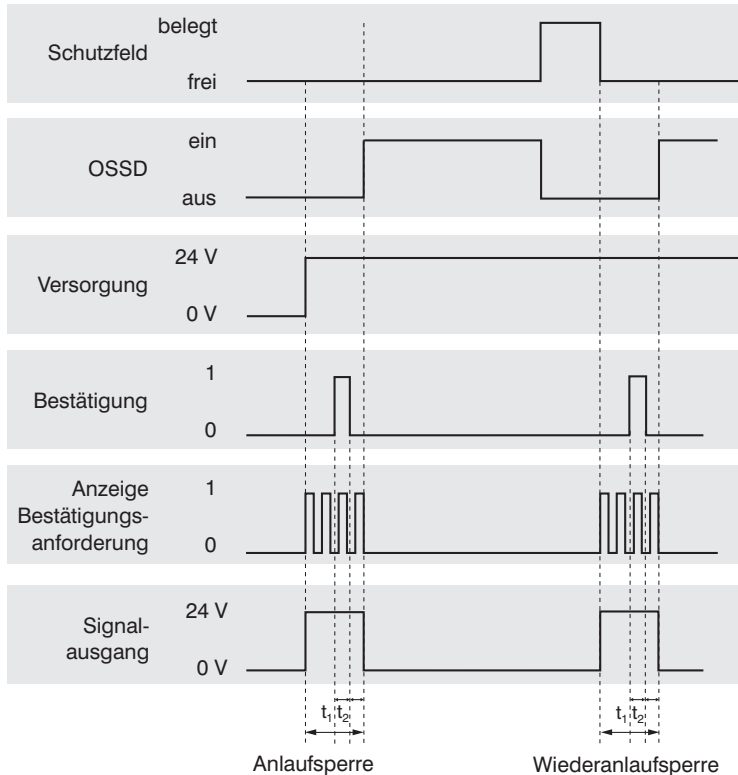 belegt
Schutzfeld
frei
ein
OSSD
aus
24 V
Versorgung
0 V
1
Bestätigung
0
Anzeige
1
Bestätigungs-
anforderung
0
24 V
Signal-
ausgang
0 V
t1 t2 t1 t2
Anlaufsperre Wiederanlaufsperre